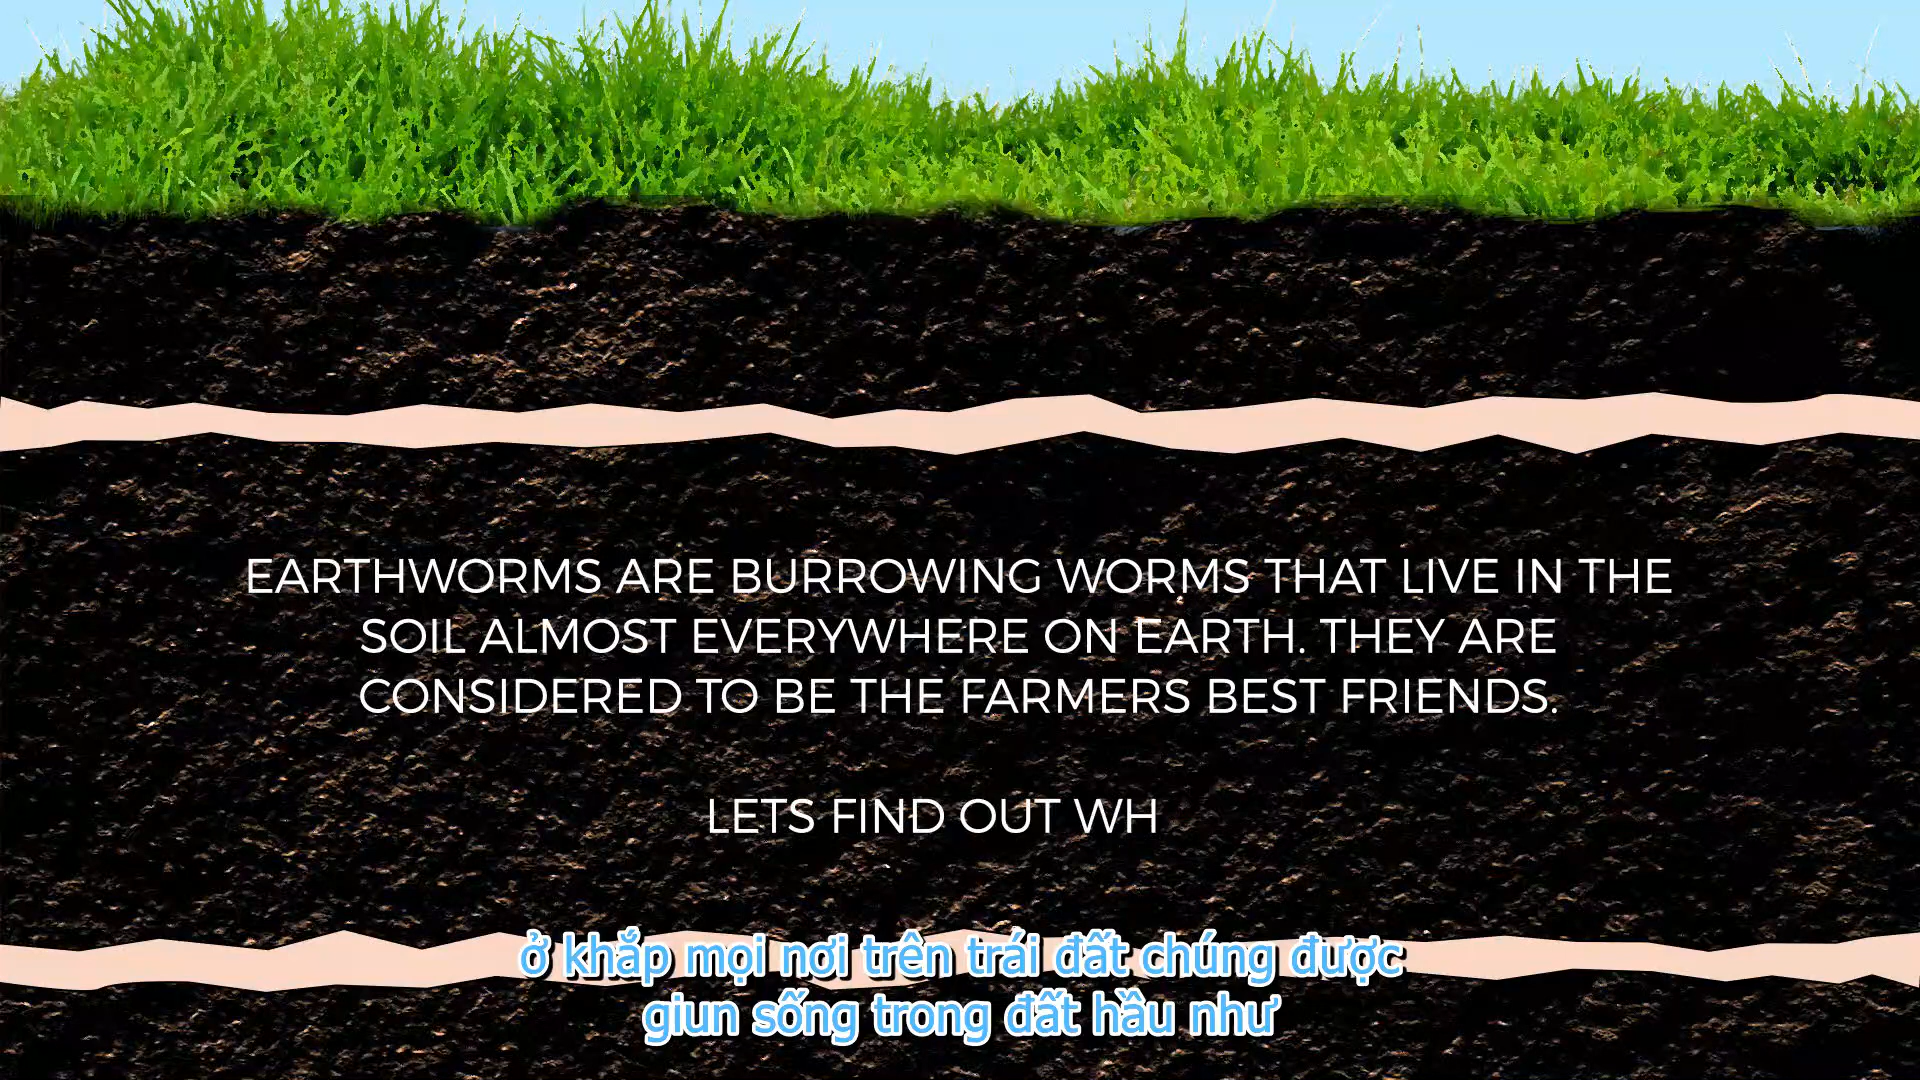 EARTHWORMS ARE BURROWING WORMS THAT LIVE IN THE
SOIL ALMOST EVERYWHERE ON EARTH. THEY ARE
CONSIDERED TO BE THE FARMERS BEST FRIENDS.
LETS FIND OUT WH
ở khắp mọi nơi trên trái đất chúng được
giun sống trong đất hầu như